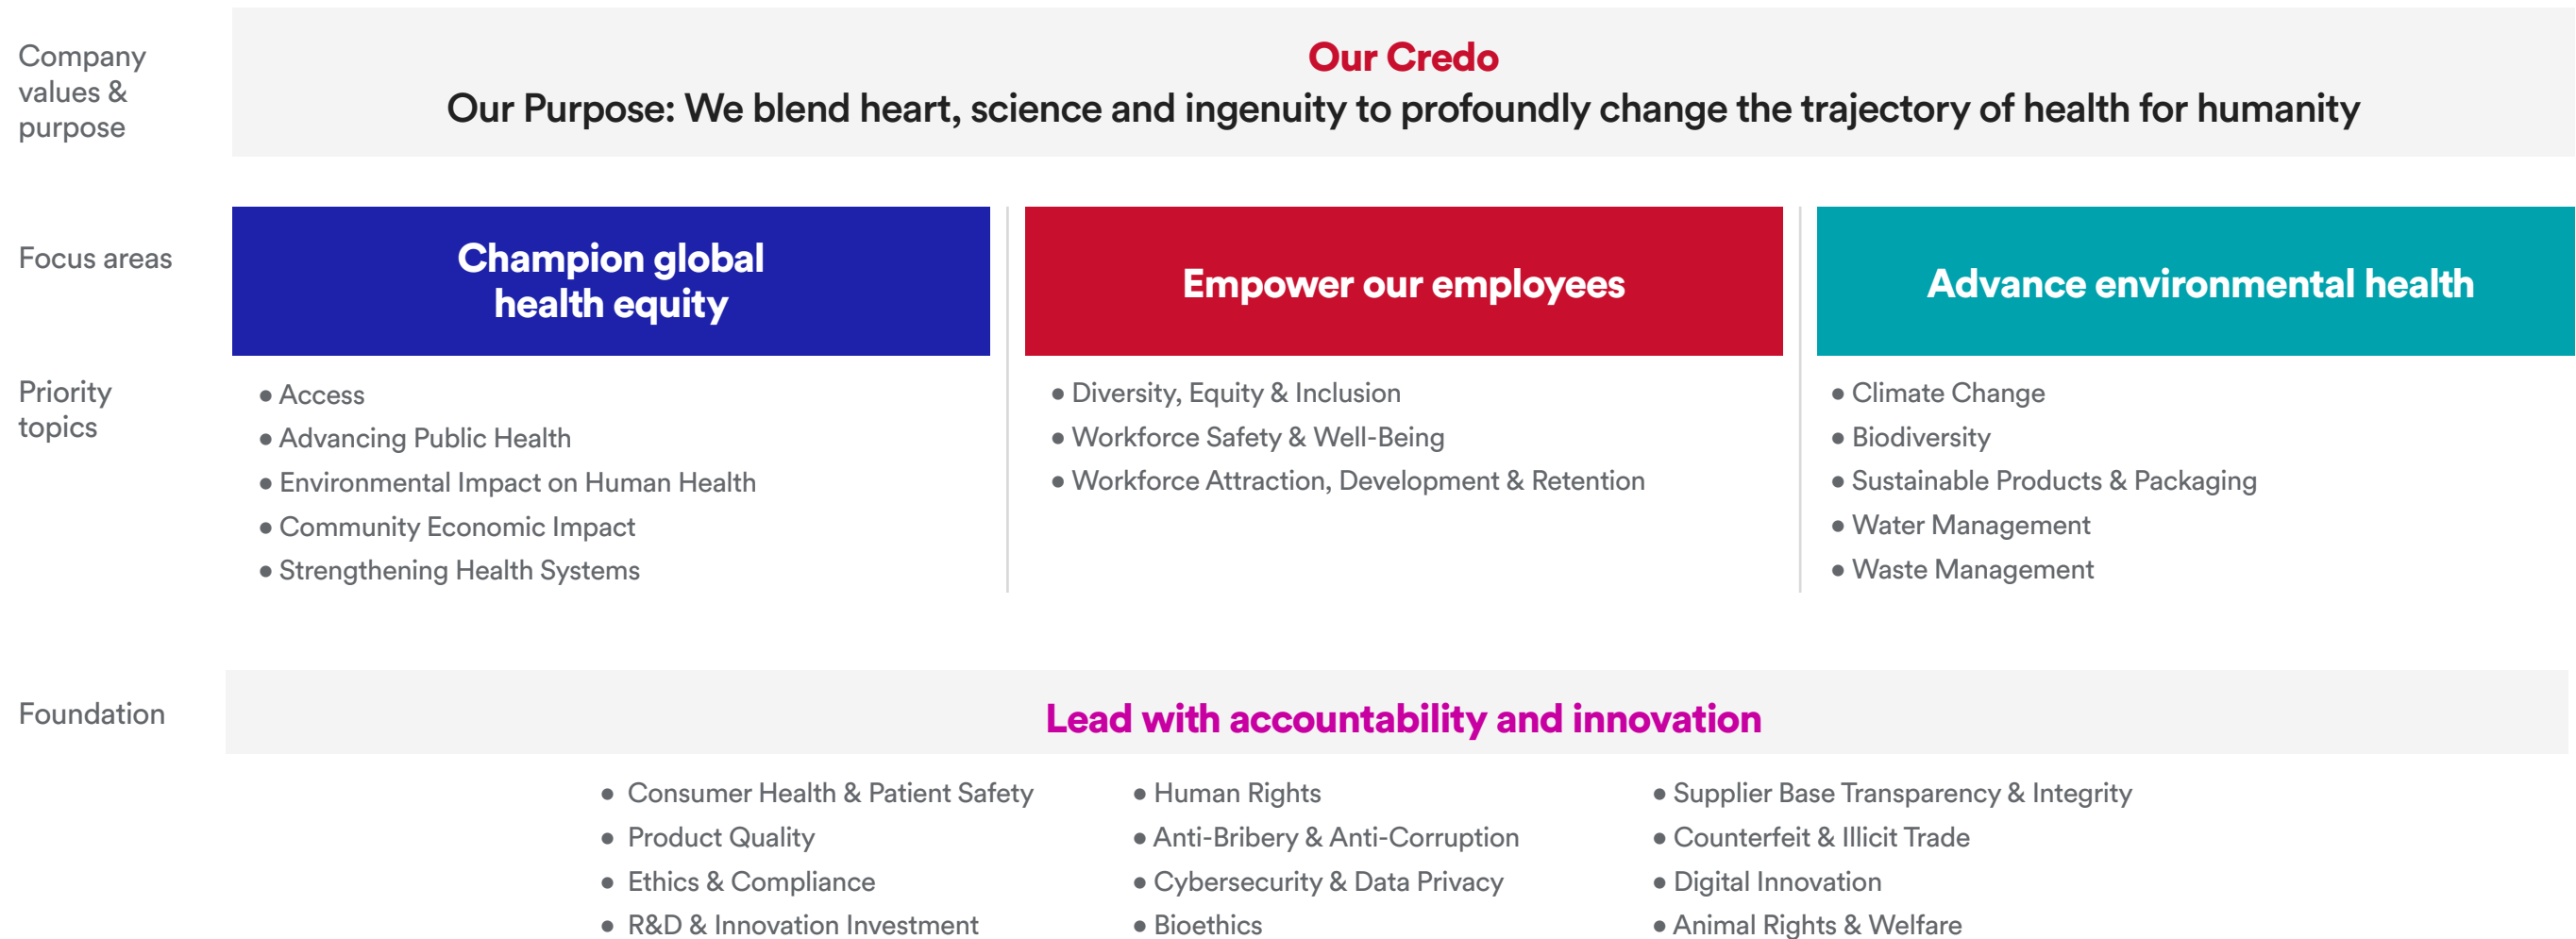 Company
values &
purpose
Our Credo
Our Purpose: We blend heart, science and ingenuity to profoundly change the trajectory of health for humanity
Focus areas
Champion global
health equity
Empower our employees
Advance environmental health
Priority
topics
• Access
• Advancing Public Health
• Environmental Impact on Human Health
• Community Economic Impact
• Strengthening Health Systems
• Diversity, Equity & Inclusion
• Workforce Safety & Well-Being
• Workforce Attraction, Development & Retention
• Climate Change
• Biodiversity
• Sustainable Products & Packaging
• Water Management
• Waste Management
Foundation
Lead with accountability and innovation
• Consumer Health & Patient Safety
• Product Quality
• Ethics & Compliance
• R&D & Innovation Investment
• Human Rights
• Anti-Bribery & Anti-Corruption
• Cybersecurity & Data Privacy
• Bioethics
• Supplier Base Transparency & Integrity
• Counterfeit & Illicit Trade
• Digital Innovation
• Animal Rights & Welfare